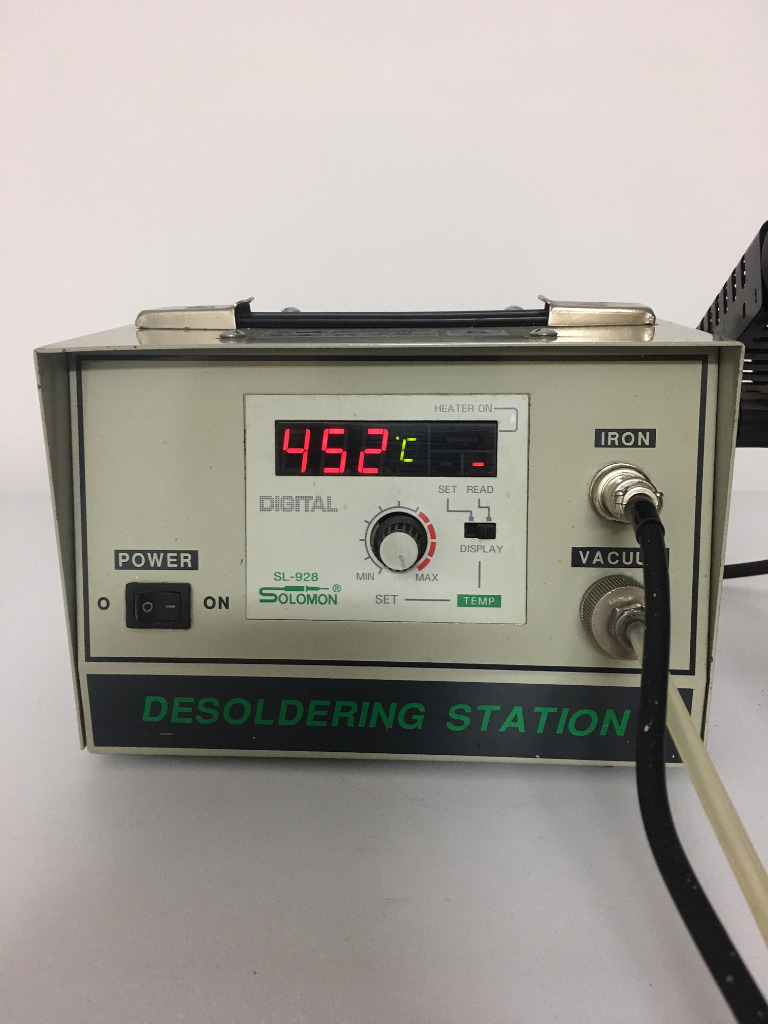 HEATER ON
452°C
IRON
DIGITAL
SET READ
DISPLAY
POWER
VACUU
O ON
O –
MIN MAX
SL-928
SOLOMON®
SET TEMP
DESOLDERING STATION